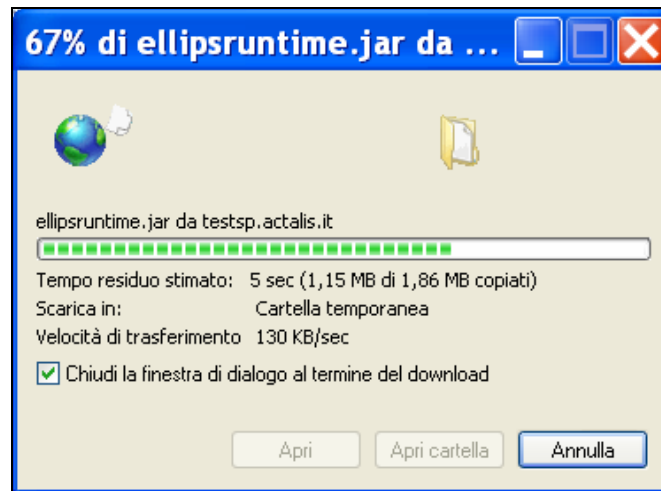 67% di ellipsruntime.jar da ...
ellipsruntime.jar da testsp.actalis.it
Tempo residuo stimato: 5 sec (1,15 MB di 1,86 MB copiati)
Scarica in: Cartella temporanea
Velocità di trasferimento 130 KB/sec
Chiudi la finestra di dialogo al termine del download
Apri Apri cartella Annulla